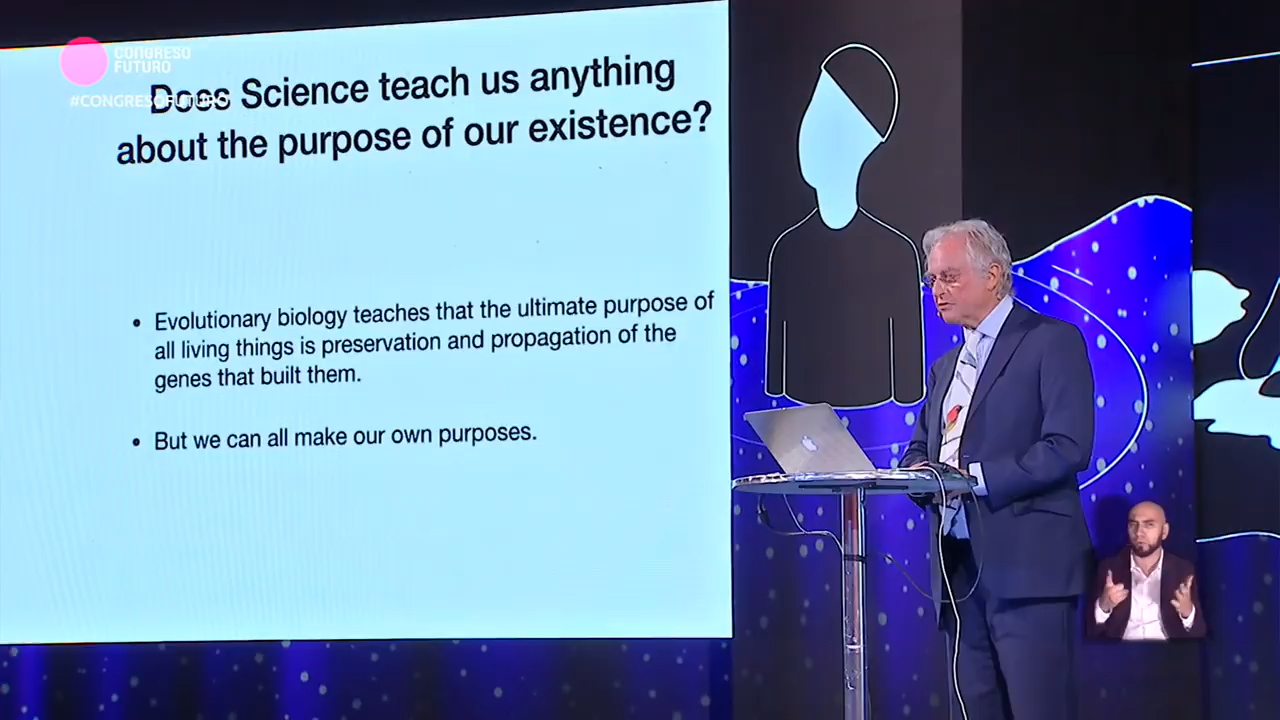 CONGRESO
FUTURO
#CONGRESOFUTURO
Does Science teach us anything
about the purpose of our existence?
• Evolutionary biology teaches that the ultimate purpose of
all living things is preservation and propagation of the
genes that built them.
• But we can all make our own purposes.